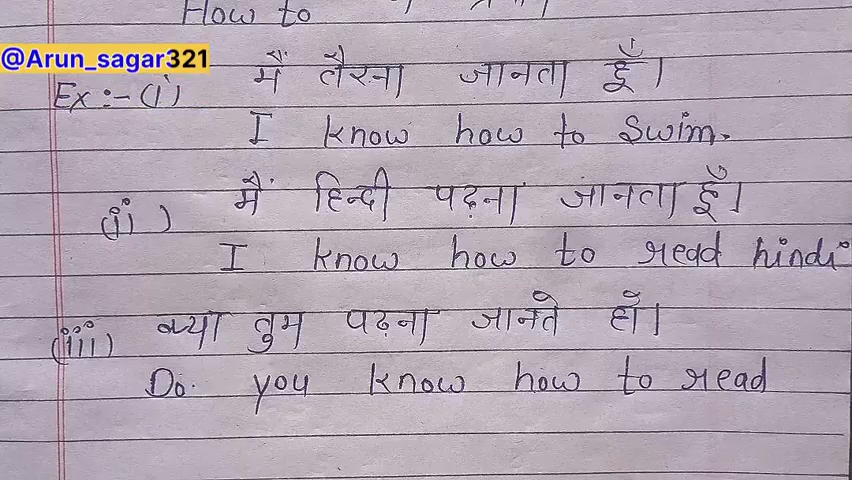 How to
@Arun_sagar321
मैं तैरना जानता हूँ।
Ex:-(i)
I know how to swim.
(ii) मैं हिन्दी पढ़ना जानता हूँ।
I know how to read hindi
(iii) क्या तुम पढ़ना जानते हाँ।
Do. you know how to read